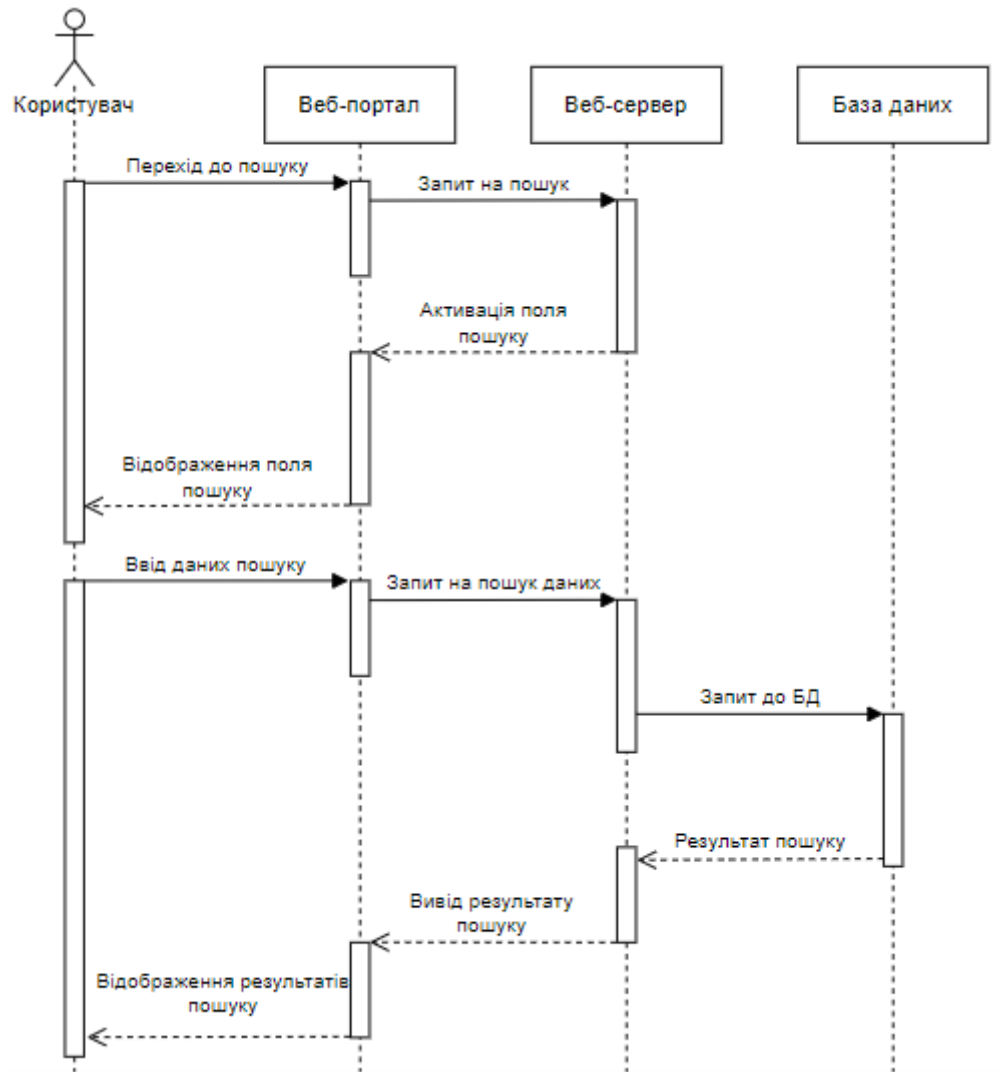 Користувач
Веб-портал
Веб-сервер
База даних
Перехід до пошуку
Запит на пошук
Активація поля
пошуку
Відображення поля
пошуку
Ввід даних пошуку
Запит на пошук даних
Запит до БД
Результат пошуку
Вивід результату
пошуку
Відображення результатів
пошуку